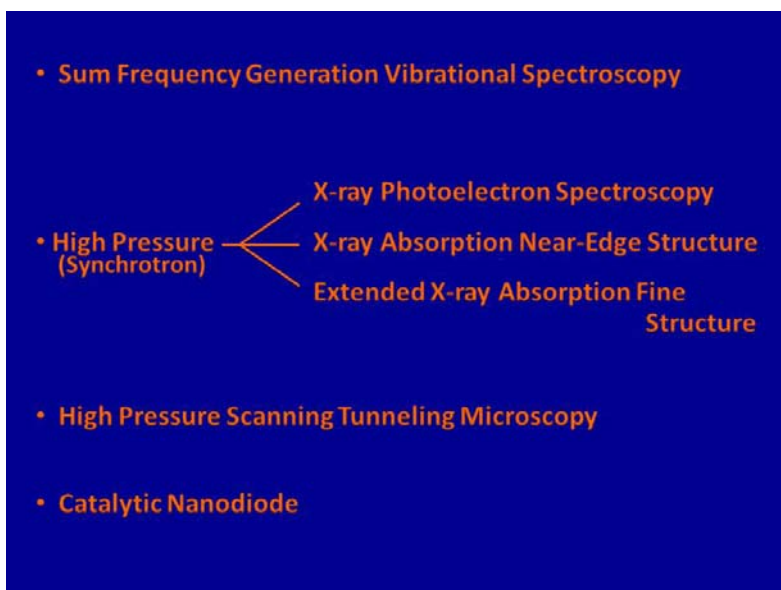 • Sum Frequency Generation Vibrational Spectroscopy
• High Pressure
(Synchrotron)
X-ray Photoelectron Spectroscopy
X-ray Absorption Near-Edge Structure
Extended X-ray Absorption Fine
Structure
• High Pressure Scanning Tunneling Microscopy
• Catalytic Nanodiode